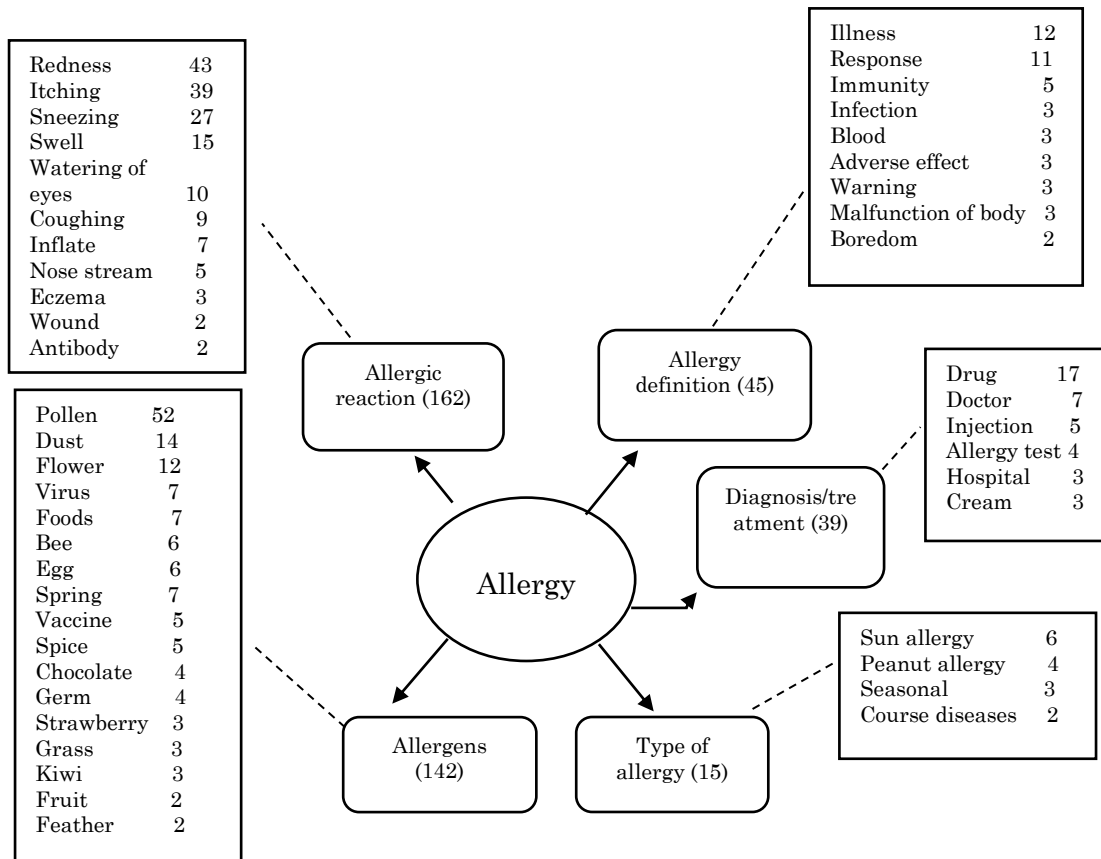 Redness 43
Itching 39
Sneezing 27
Swell 15
Watering of
eyes 10
Coughing 9
Inflate 7
Nose stream 5
Eczema 3
Wound 2
Antibody 2
Illness 12
Response 11
Immunity 5
Infection 3
Blood 3
Adverse effect 3
Warning 3
Malfunction of body 3
Boredom 2
Allergic
reaction (162)
Allergy
definition (45)
Drug 17
Doctor 7
Injection 5
Allergy test 4
Hospital 3
Cream 3
Diagnosis/tre
atment (39)
Allergy
Pollen 52
Dust 14
Flower 12
Virus 7
Foods 7
Bee 6
Egg 6
Spring 7
Vaccine 5
Spice 5
Chocolate 4
Germ 4
Strawberry 3
Grass 3
Kiwi 3
Fruit 2
Feather 2
Allergens
(142)
Type of
allergy (15)
Sun allergy 6
Peanut allergy 4
Seasonal 3
Course diseases 2